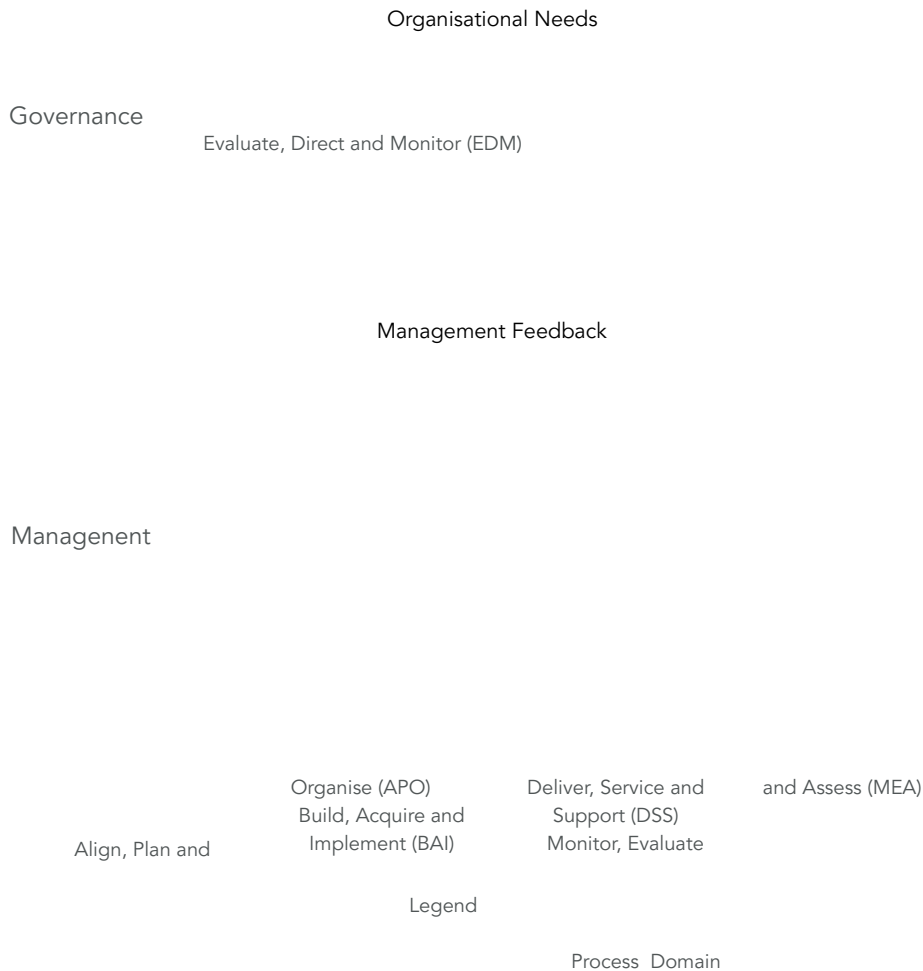 Organisational Needs
Governance
Evaluate, Direct and Monitor (EDM)
Management Feedback
Managenent
Organise (APO)
Deliver, Service and
and Assess (MEA)
Build, Acquire and
Support (DSS)
Align, Plan and
Implement (BAI)
Monitor, Evaluate
Legend
Process Domain